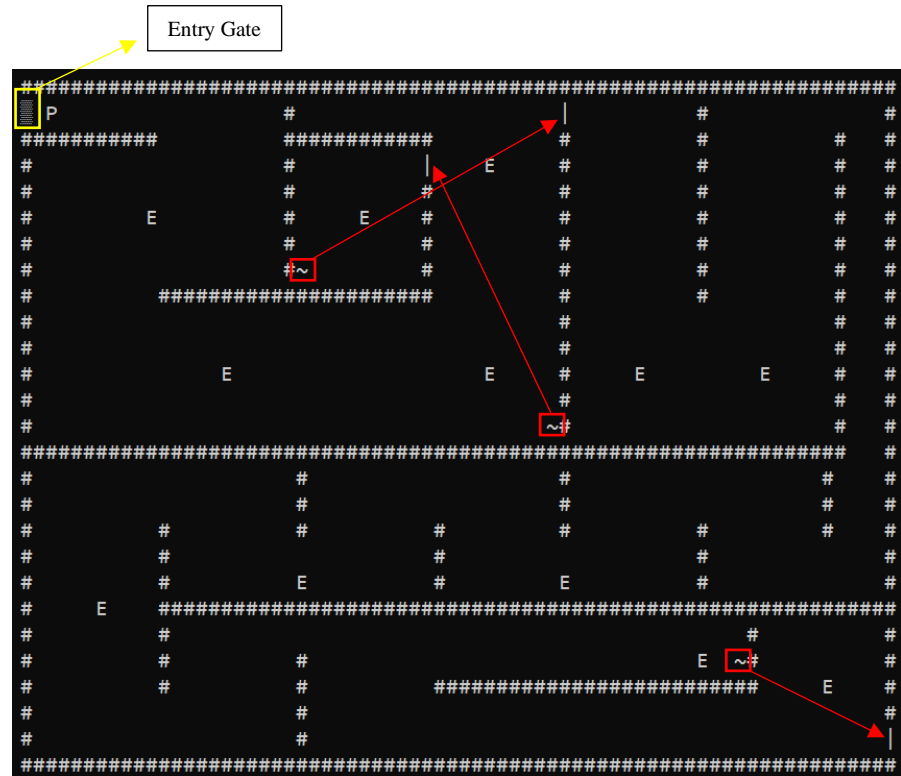 Entry Gate
######################################################################
▒ P                  #                     |          #              #
###########          ############          #          #          #   #
#                    #          |    E     #          #          #   #
#                    #          #          #          #          #   #
#         E          #     E    #          #          #          #   #
#                    #          #          #          #          #   #
#                    #~         #          #          #          #   #
#          ######################          #          #          #   #
#                                          #                     #   #
#                                          #                     #   #
#               E                    E     #     E         E     #   #
#                                          #                     #   #
#                                         ~#                     #   #
##################################################################   #
#                     #                    #                    #    #
#                     #                    #                    #    #
#          #          #          #         #          #         #    #
#          #                     #                    #              #
#          #          E          #         E          #              #
#     E    ###########################################################
#          #                                              #          #
#          #          #                               E  ~#          #
#          #          #          ##########################     E    #
#                     #                                              #
#                     #                                              |
######################################################################